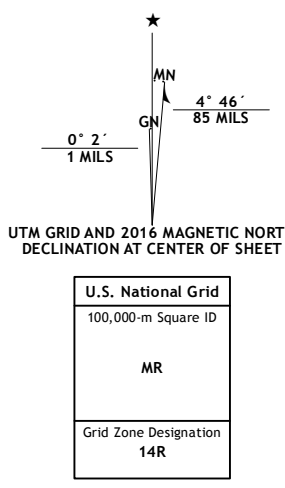 MN
4° 46´
85 MILS
GN
0° 2´
1 MILS
UTM GRID AND 2016 MAGNETIC NORT
DECLINATION AT CENTER OF SHEET
U.S. National Grid
100,000-m Square ID
MR
Grid Zone Designation
14R